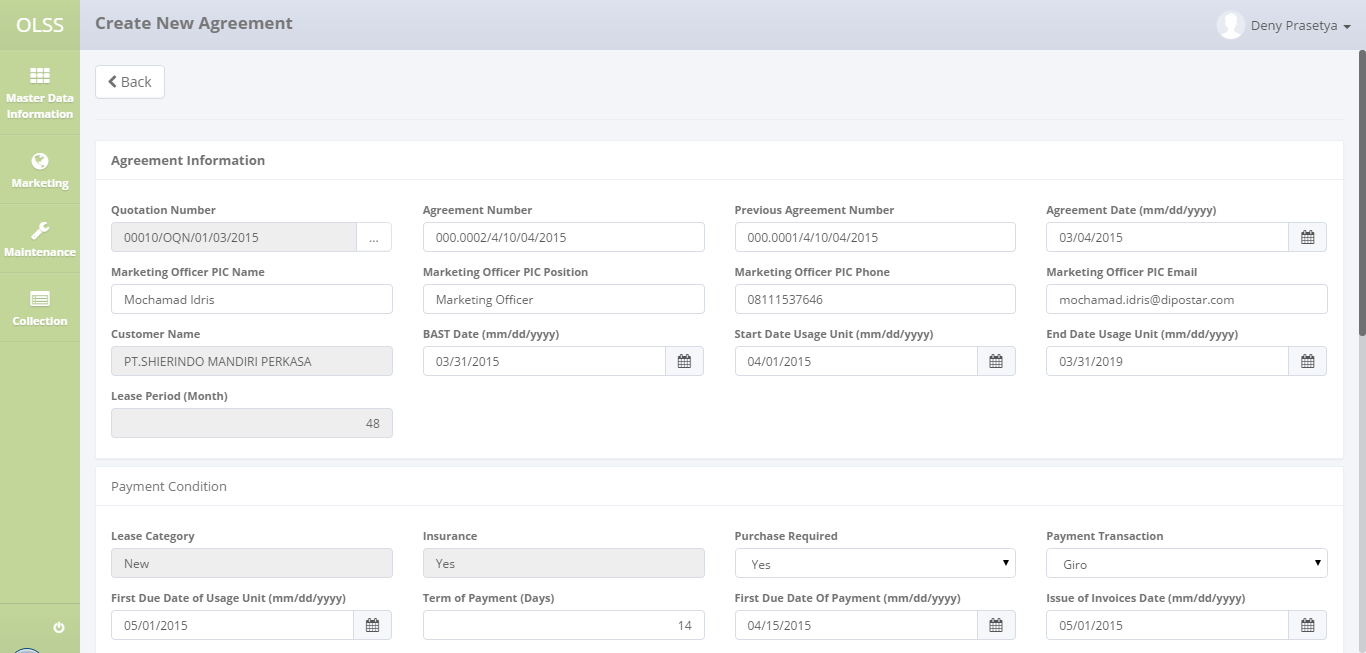 OLSS
Create New Agreement
Deny Prasetya
Back
Master Data
Information
Marketing
Maintenance
Collection
Agreement Information
Quotation Number
Agreement Number
Previous Agreement Number
Agreement Date (mm/dd/yyyy)
00010/OQN/01/03/2015
...
000.0002/4/10/04/2015
000.0001/4/10/04/2015
03/04/2015
Marketing Officer PIC Name
Marketing Officer PIC Position
Marketing Officer PIC Phone
Marketing Officer PIC Email
Mochamad Idris
Marketing Officer
08111537646
mochamad.idris@dipostar.com
Customer Name
BAST Date (mm/dd/yyyy)
Start Date Usage Unit (mm/dd/yyyy)
End Date Usage Unit (mm/dd/yyyy)
PT.SHIERINDO MANDIRI PERKASA
03/31/2015
04/01/2015
03/31/2019
Lease Period (Month)
48
Payment Condition
Lease Category
Insurance
Purchase Required
Payment Transaction
New
Yes
Yes
Giro
First Due Date of Usage Unit (mm/dd/yyyy)
Term of Payment (Days)
First Due Date Of Payment (mm/dd/yyyy)
Issue of Invoices Date (mm/dd/yyyy)
05/01/2015
14
04/15/2015
05/01/2015